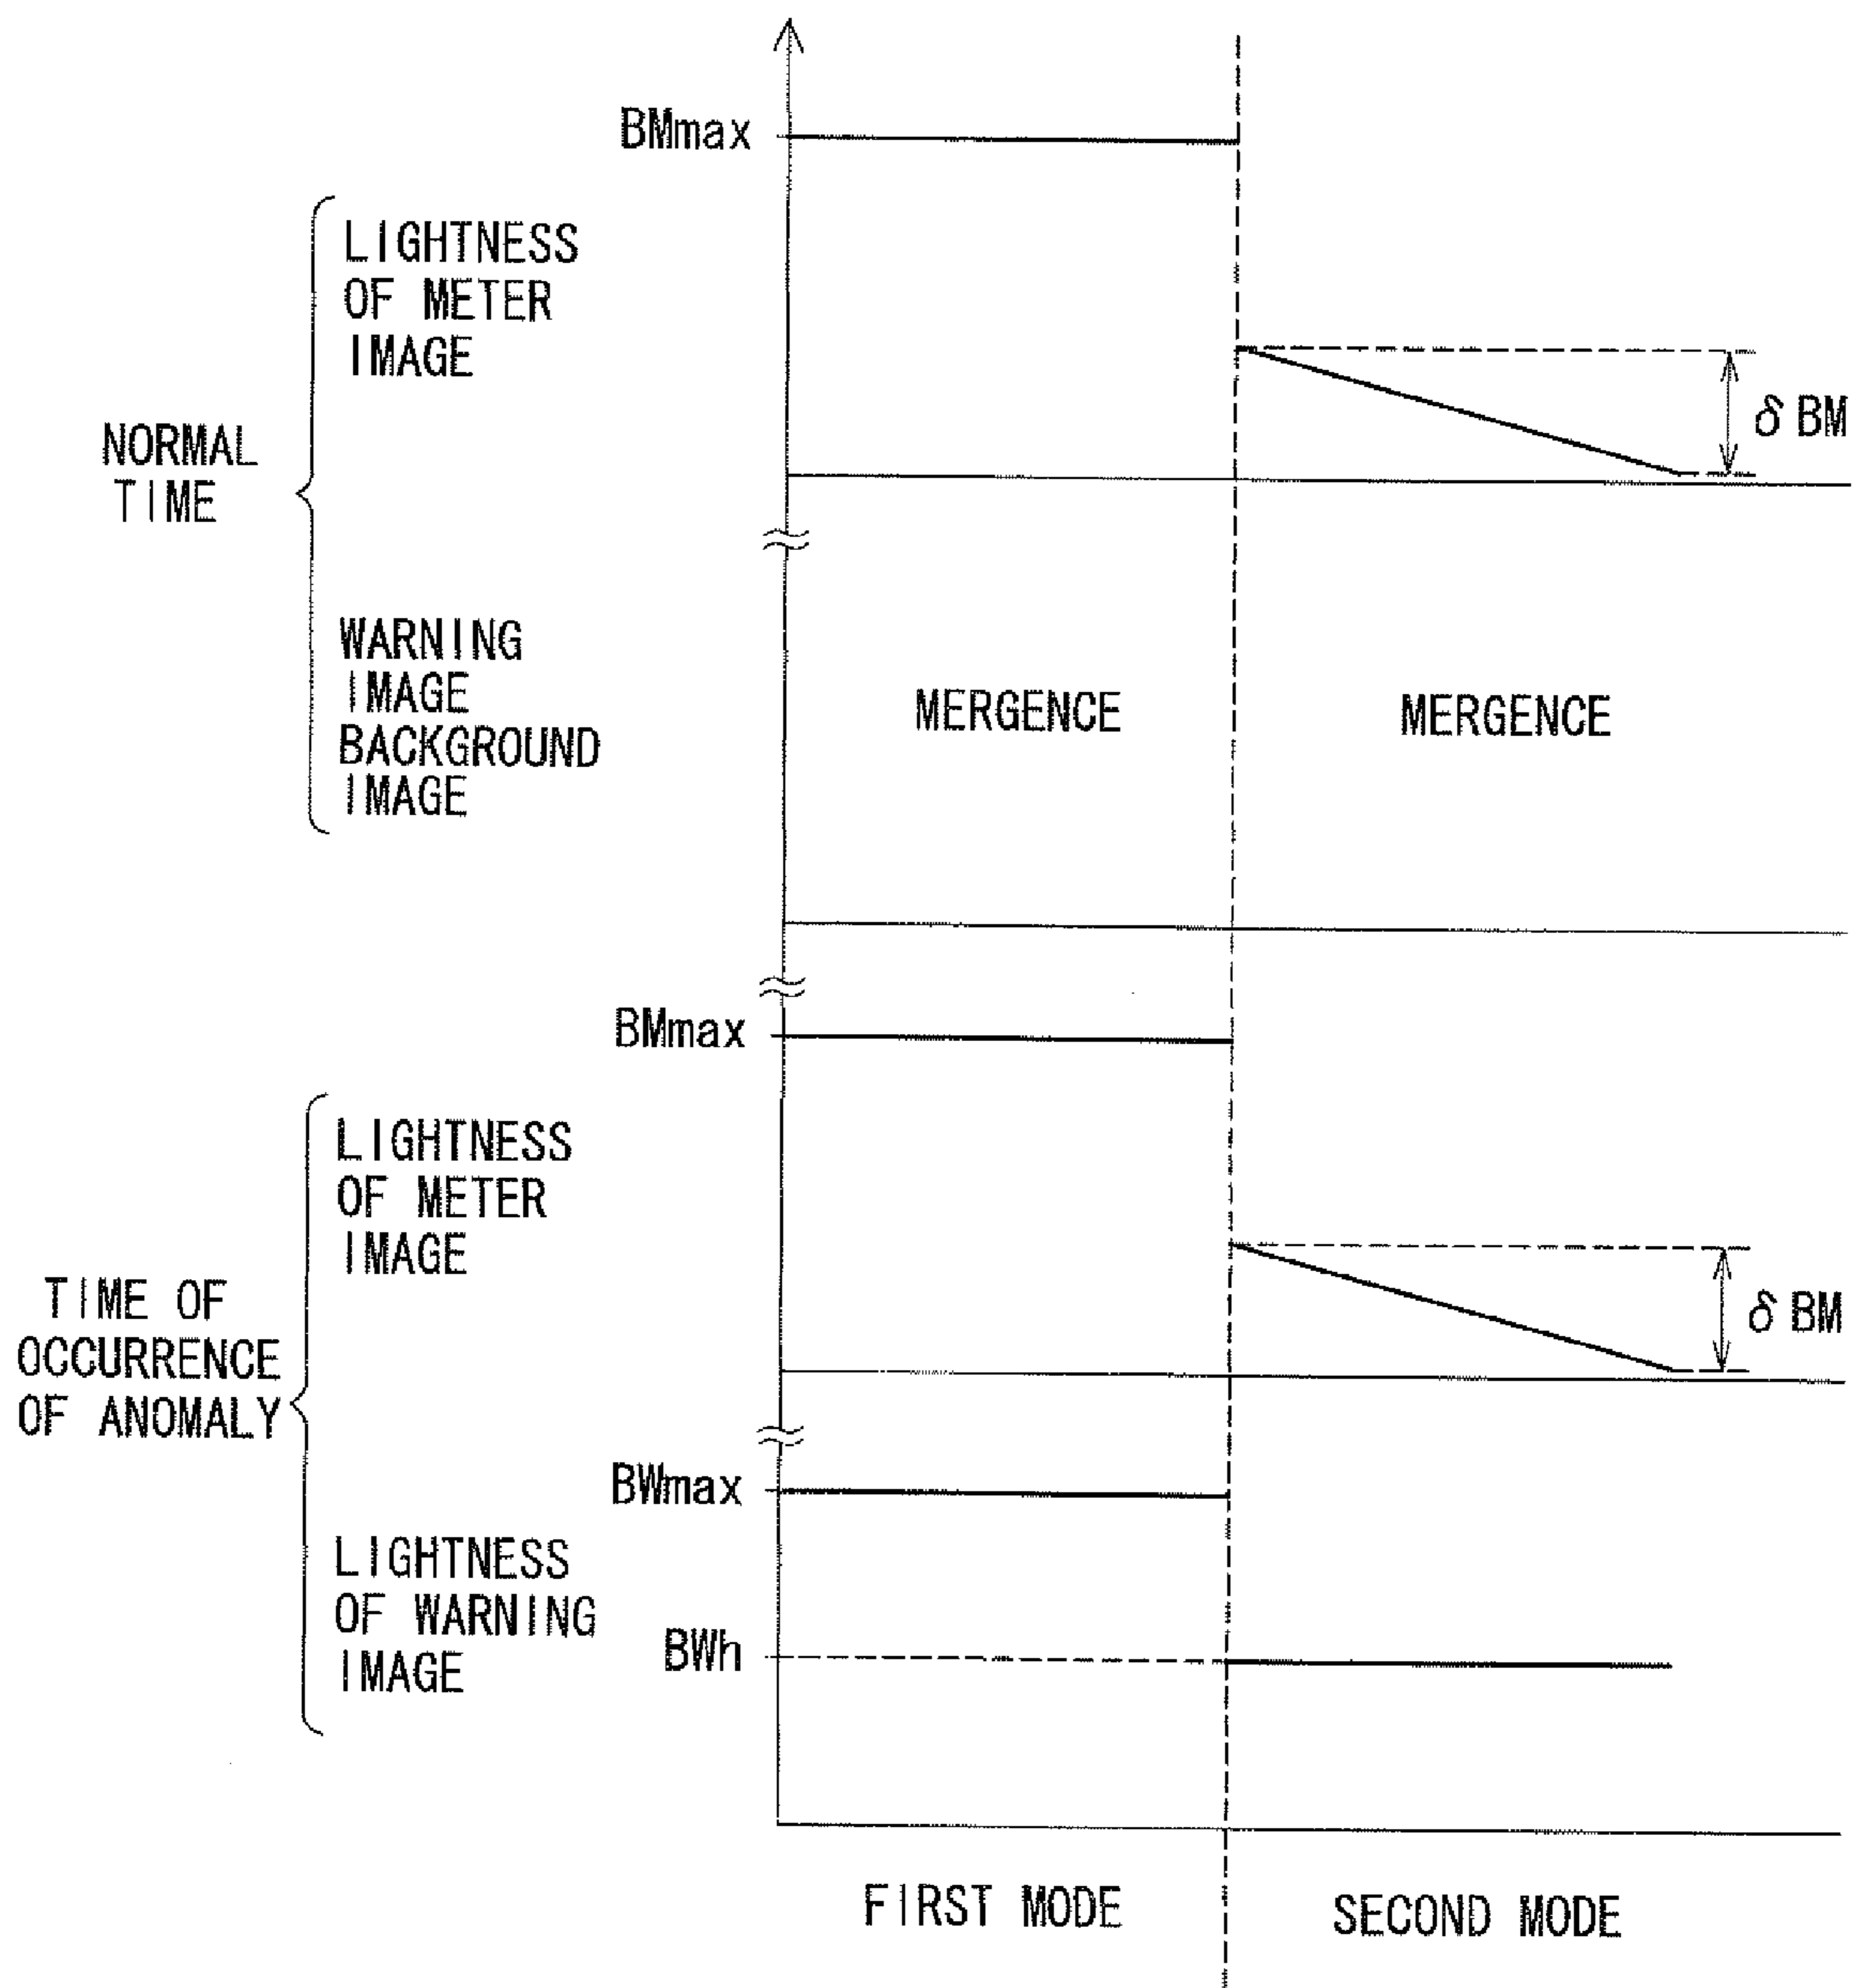 BMmax
LIGHTNESS
OF METER
IMAGE
δ BM
NORMAL
TIME
WARNING
IMAGE
BACKGROUND
IMAGE
MERGENCE
MERGENCE
BMmax
LIGHTNESS
OF METER
IMAGE
δ BM
TIME OF
OCCURRENCE
OF ANOMALY
BWmax
LIGHTNESS
OF WARNING
IMAGE
BWh
FIRST MODE
SECOND MODE